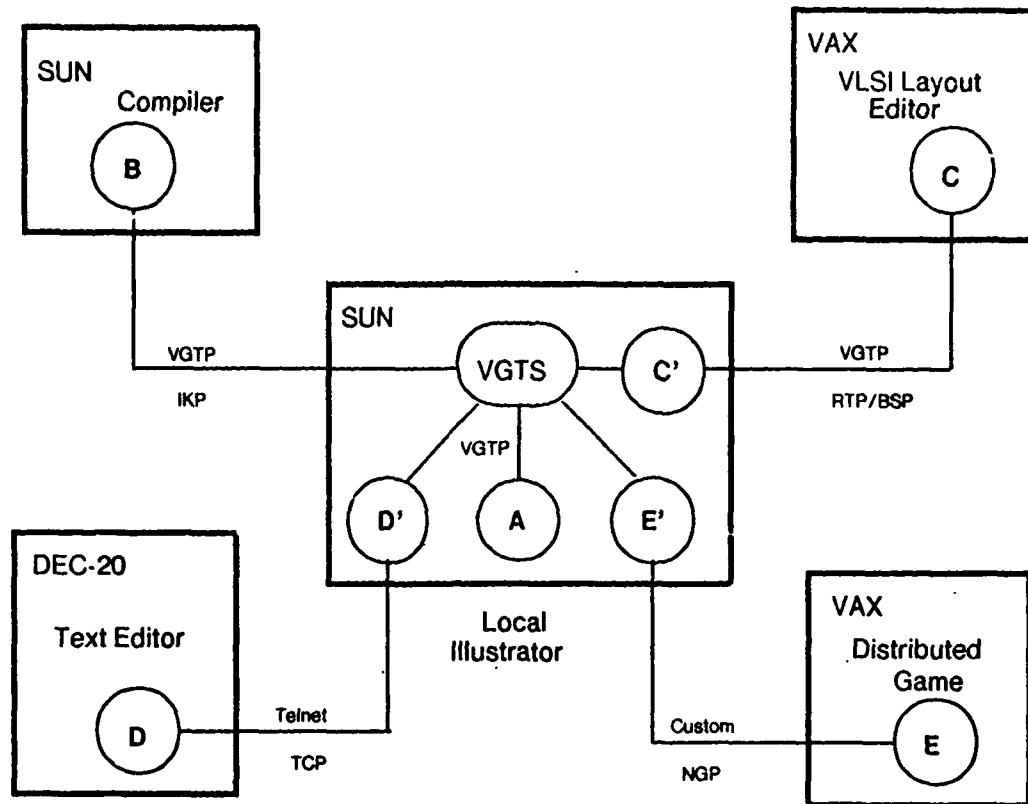 SUN
Compiler
B
VAX
VLSI Layout
Editor
C
VGTP
IKP
SUN
VGTS
C'
VGTP
RTP/BSP
VGTP
D'
A
E'
DEC-20
Text Editor
D
Telnet
TCP
Local
Illustrator
VAX
Distributed
Game
E
Custom
NGP